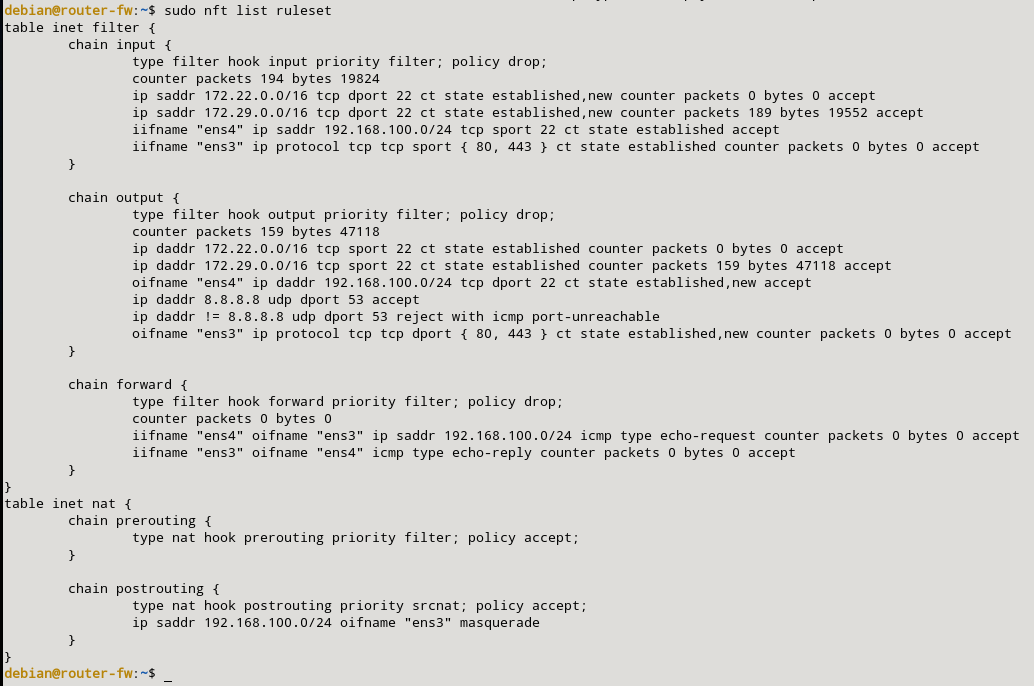 debian@router-fw:~$ sudo nft list ruleset
table inet filter {
        chain input {
                type filter hook input priority filter; policy drop;
                counter packets 194 bytes 19824
                ip saddr 172.22.0.0/16 tcp dport 22 ct state established,new counter packets 0 bytes 0 accept
                ip saddr 172.29.0.0/16 tcp dport 22 ct state established,new counter packets 189 bytes 19552 accept
                iifname "ens4" ip saddr 192.168.100.0/24 tcp sport 22 ct state established accept
                iifname "ens3" ip protocol tcp tcp sport { 80, 443 } ct state established counter packets 0 bytes 0 accept
        }

        chain output {
                type filter hook output priority filter; policy drop;
                counter packets 159 bytes 47118
                ip daddr 172.22.0.0/16 tcp sport 22 ct state established counter packets 0 bytes 0 accept
                ip daddr 172.29.0.0/16 tcp sport 22 ct state established counter packets 159 bytes 47118 accept
                oifname "ens4" ip daddr 192.168.100.0/24 tcp dport 22 ct state established,new accept
                ip daddr 8.8.8.8 udp dport 53 accept
                ip daddr != 8.8.8.8 udp dport 53 reject with icmp port-unreachable
                oifname "ens3" ip protocol tcp tcp dport { 80, 443 } ct state established,new counter packets 0 bytes 0 accept
        }

        chain forward {
                type filter hook forward priority filter; policy drop;
                counter packets 0 bytes 0
                iifname "ens4" oifname "ens3" ip saddr 192.168.100.0/24 icmp type echo-request counter packets 0 bytes 0 accept
                iifname "ens3" oifname "ens4" icmp type echo-reply counter packets 0 bytes 0 accept
        }
}
table inet nat {
        chain prerouting {
                type nat hook prerouting priority filter; policy accept;
        }

        chain postrouting {
                type nat hook postrouting priority srcnat; policy accept;
                ip saddr 192.168.100.0/24 oifname "ens3" masquerade
        }
}
debian@router-fw:~$ _